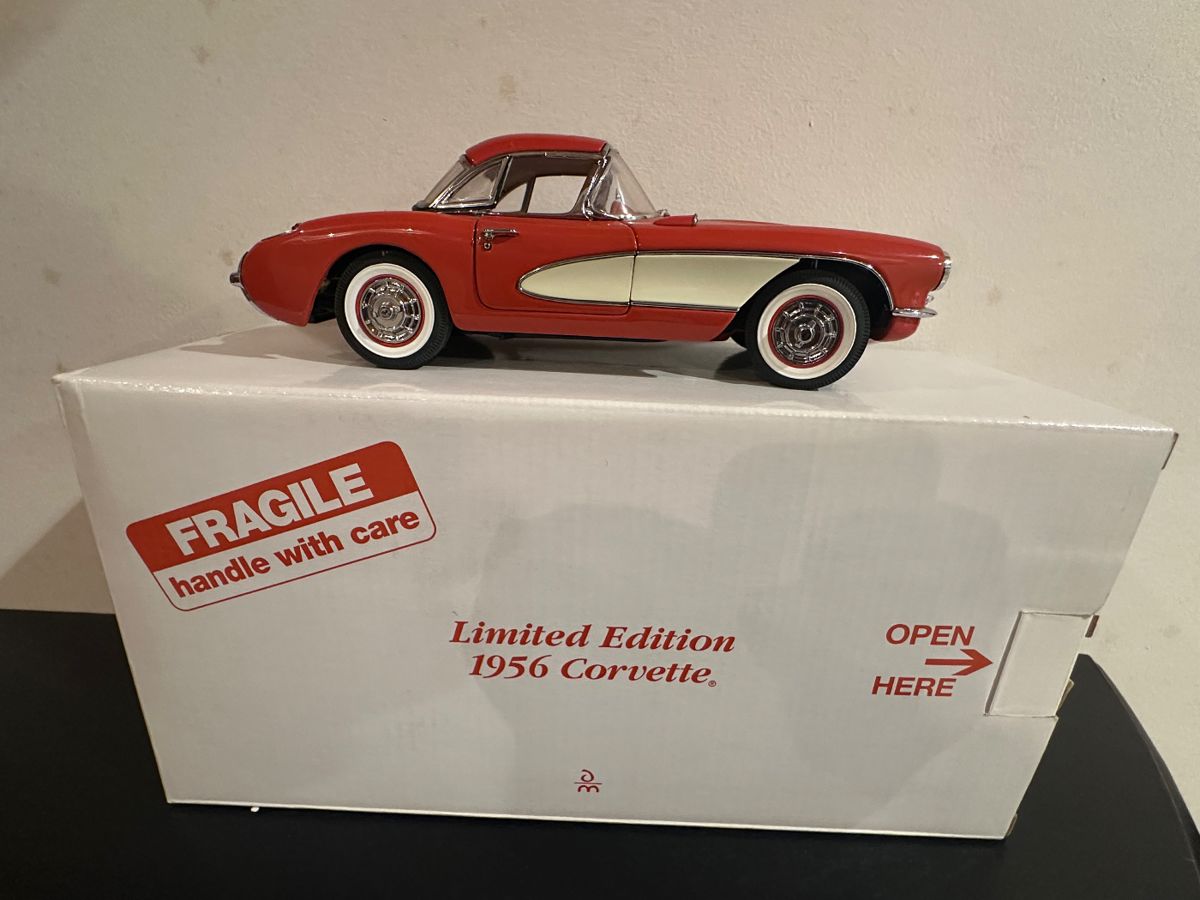 FRAGILE
handle with care
Limited Edition
1956 Corvette®
OPEN
HERE